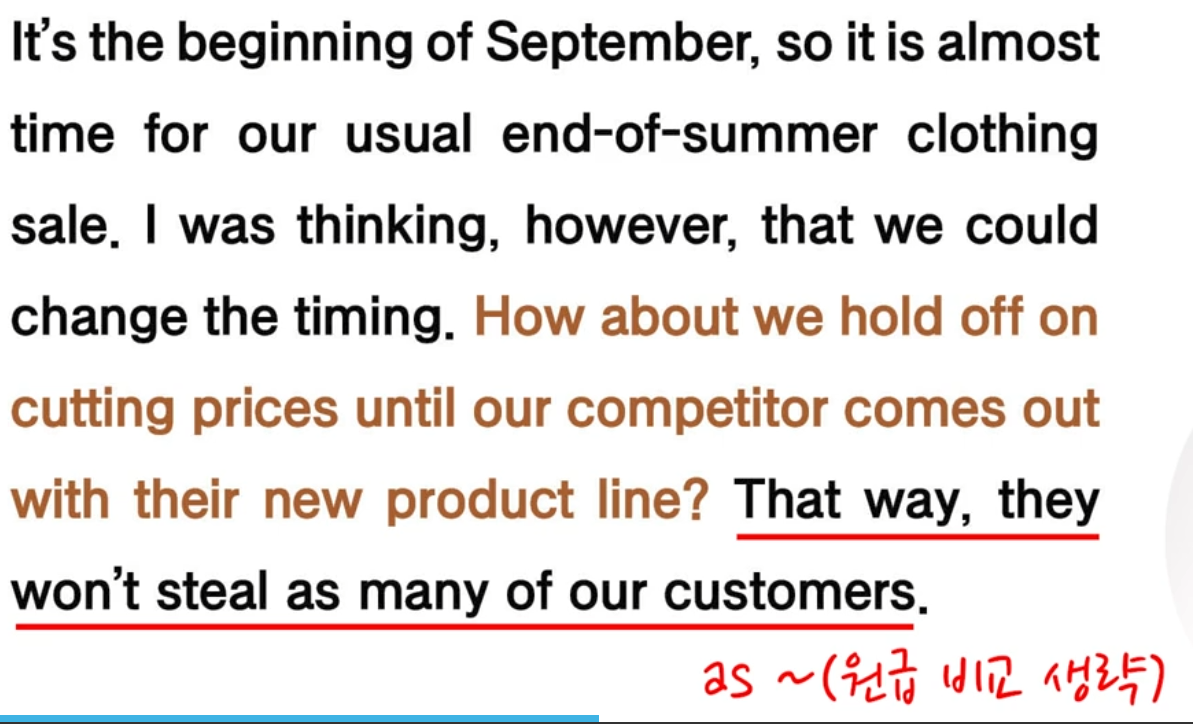 It's the beginning of September, so it is almost
time for our usual end-of-summer clothing
sale. I was thinking, however, that we could
change the timing. How about we hold off on
cutting prices until our competitor comes out
with their new product line? That way, they
won't steal as many of our customers.
as ~(원급 비교 생략)